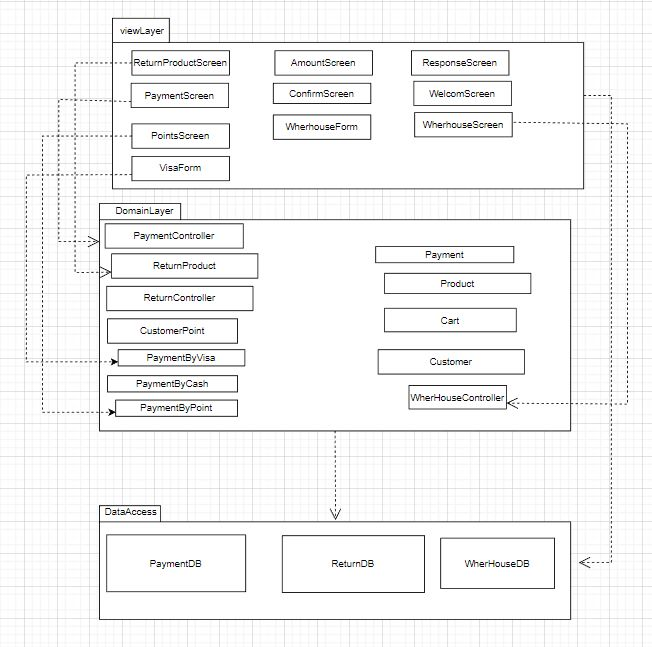 viewLayer
ReturnProductScreen
AmountScreen
ResponseScreen
PaymentScreen
ConfirmScreen
WelcomScreen
PointsScreen
WherhouseForm
WherhouseScreen
VisaForm
DomainLayer
PaymentController
Payment
ReturnProduct
Product
ReturnController
Cart
CustomerPoint
PaymentByVisa
Customer
PaymentByCash
WherHouseController
PaymentByPoint
DataAccess
PaymentDB
ReturnDB
WherHouseDB